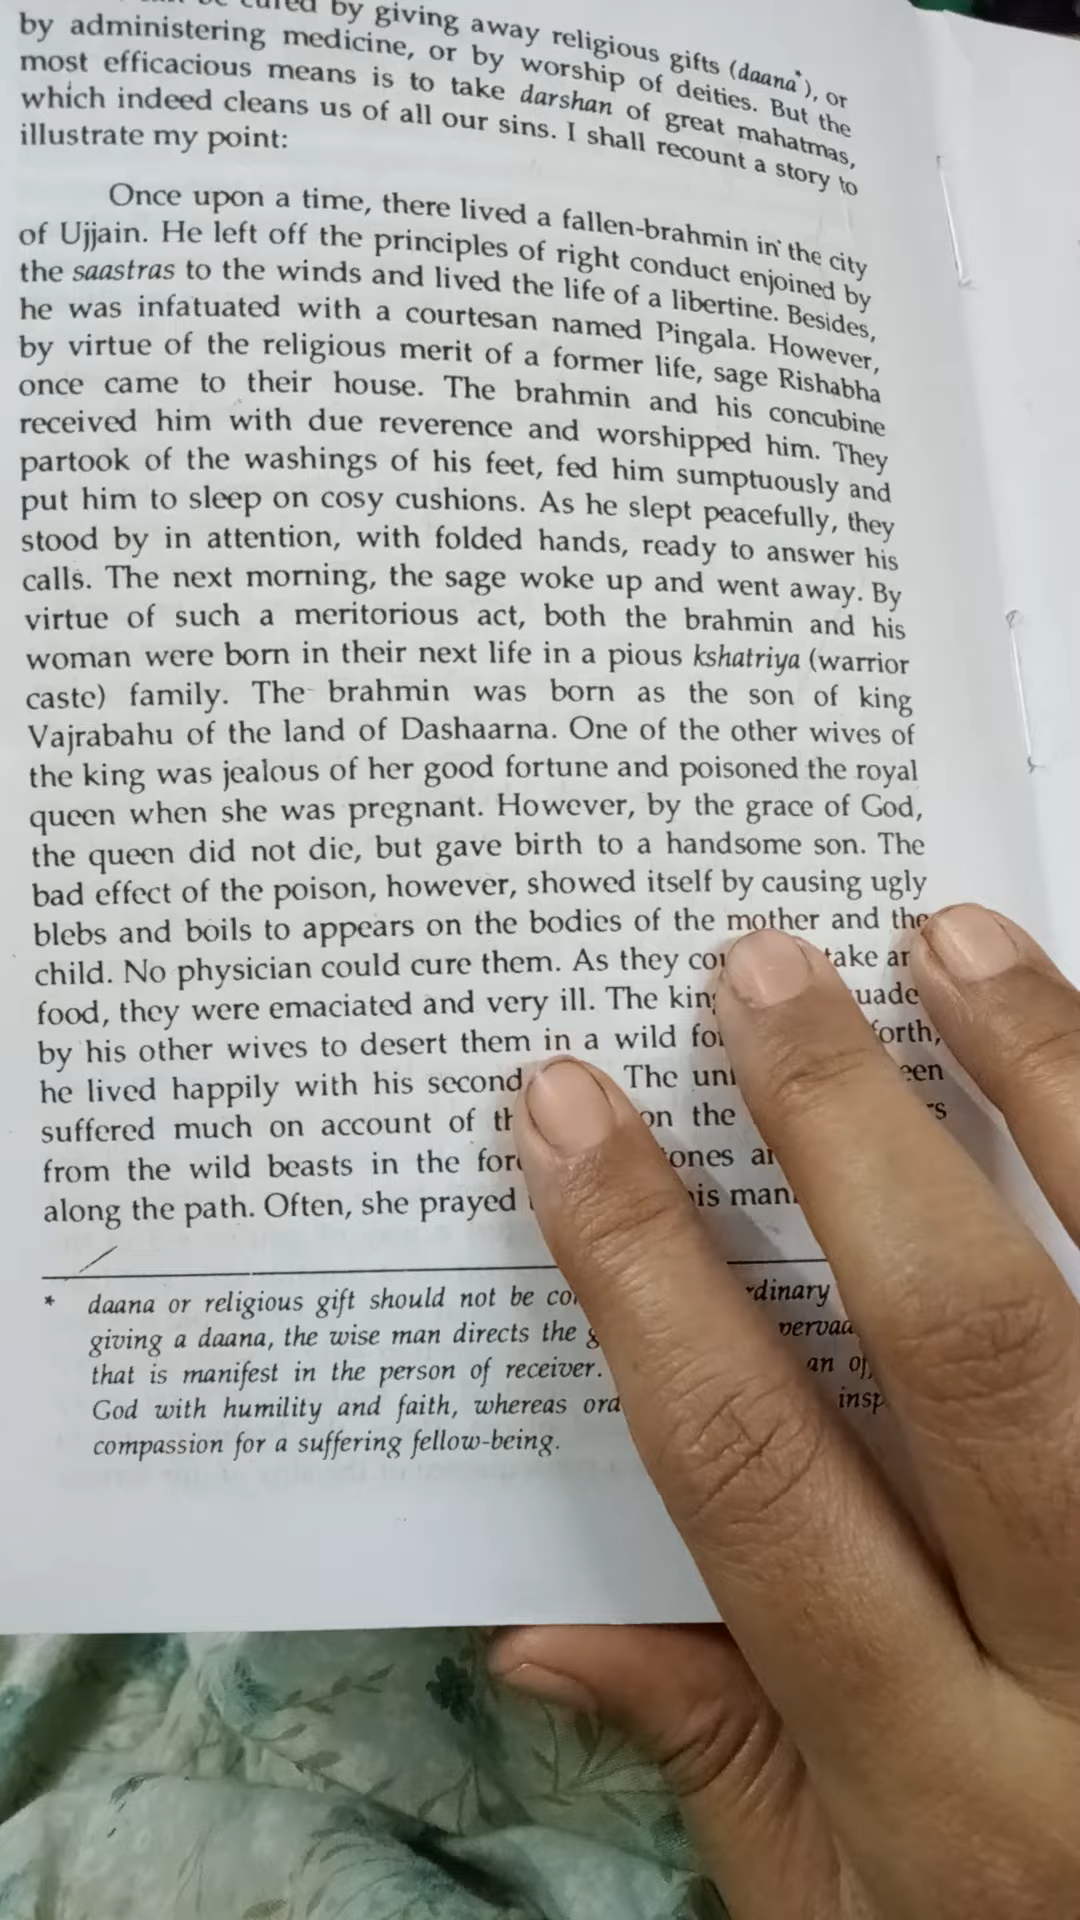 by giving away religious gifts (daana*), or
by administering medicine, or by worship of deities. But the
most efficacious means is to take darshan of great mahatmas,
which indeed cleans us of all our sins. I shall recount a story to
illustrate my point:
Once upon a time, there lived a fallen-brahmin in the city
of Ujjain. He left off the principles of right conduct enjoined by
the saastras to the winds and lived the life of a libertine. Besides,
he was infatuated with a courtesan named Pingala. However,
by virtue of the religious merit of a former life, sage Rishabha
once came to their house. The brahmin and his concubine
received him with due reverence and worshipped him. They
partook of the washings of his feet, fed him sumptuously and
put him to sleep on cosy cushions. As he slept peacefully, they
stood by in attention, with folded hands, ready to answer his
calls. The next morning, the sage woke up and went away. By
virtue of such a meritorious act, both the brahmin and his
woman were born in their next life in a pious kshatriya (warrior
caste) family. The brahmin was born as the son of king
Vajrabahu of the land of Dashaarna. One of the other wives of
the king was jealous of her good fortune and poisoned the royal
queen when she was pregnant. However, by the grace of God,
the queen did not die, but gave birth to a handsome son. The
bad effect of the poison, however, showed itself by causing ugly
blebs and boils to appears on the bodies of the mother and the
child. No physician could cure them. As they take
food, they were emaciated and very ill. The
by his other wives to desert them in a wild forth,
he lived happily with his second The
suffered much on account of on the
from the wild beasts in the
along the path. Often, she prayed
* daana or religious gift should not be
giving a daana, the wise man directs the
that is manifest in the person of receiver. an
God with humility and faith, whereas
compassion for a suffering fellow-being.